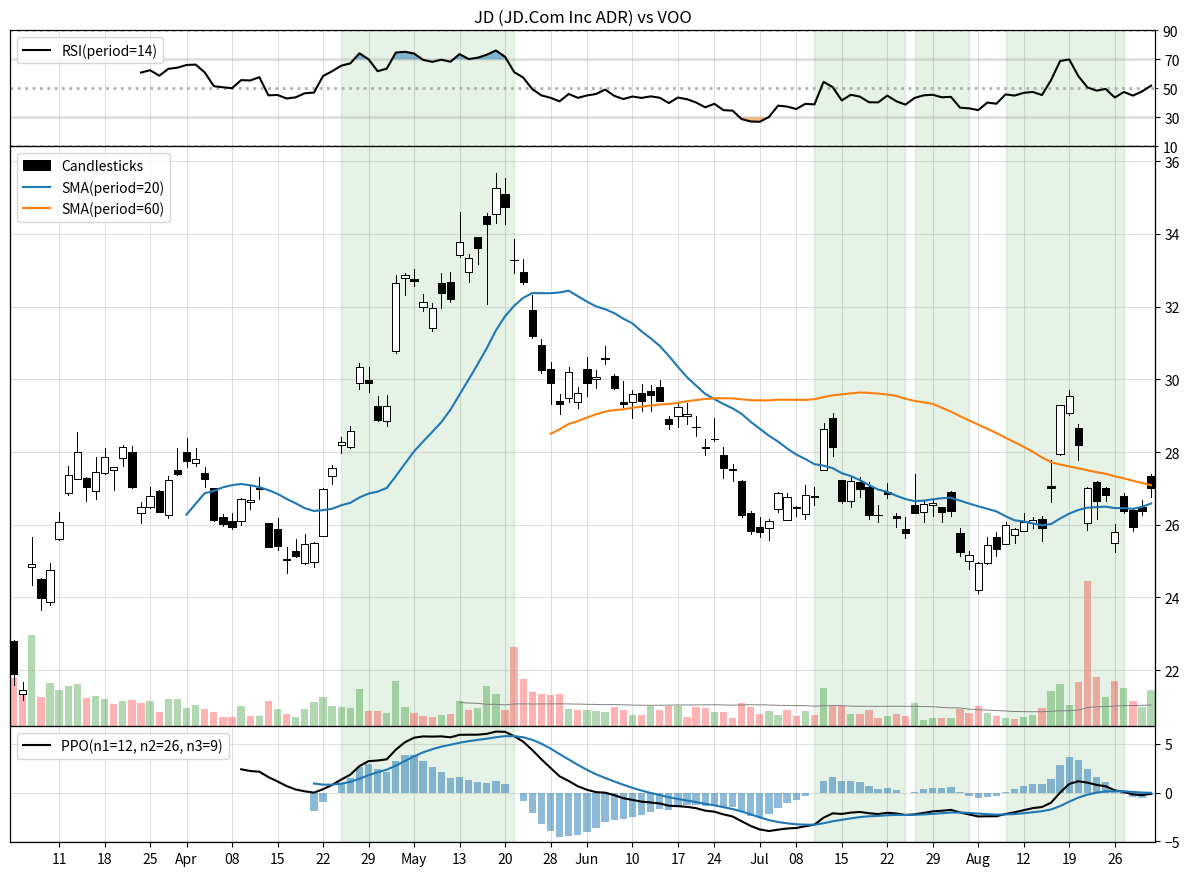 JD (JD.Com Inc ADR) vs VOO
RSI(period=14)
90
70
50
30
10
Candlesticks
SMA(period=20)
SMA(period=60)
36
34
32
30
28
26
24
22
PPO(n1=12, n2=26, n3=9)
5
0
−5
11 18 25 Apr 08 15 22 29 May 13 20 28 Jun 10 17 24 Jul 08 15 22 29 Aug 12 19 26